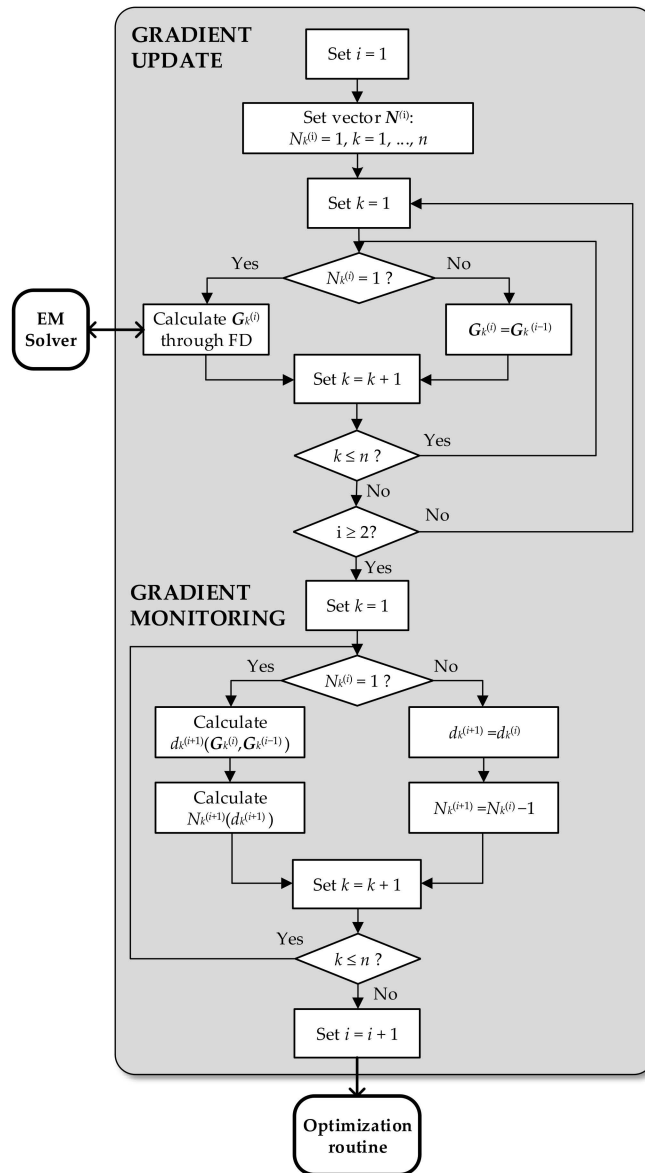 GRADIENT
UPDATE
Set i = 1
Set vector N(i):
Nk(i) = 1, k = 1, ..., n
Set k = 1
Yes
Nk(i) = 1 ?
No
EM
Solver
Calculate Gk(i)
through FD
Gk(i) = Gk(i−1)
Set k = k + 1
k ≤ n ?
Yes
No
i ≥ 2?
No
Yes
GRADIENT
MONITORING
Set k = 1
Yes
Nk(i) = 1 ?
No
Calculate
dk(i+1)(Gk(i),Gk(i−1))
dk(i+1) =dk(i)
Calculate
Nk(i+1)(dk(i+1))
Nk(i+1) =Nk(i)−1
Set k = k + 1
Yes
k ≤ n ?
No
Set i = i + 1
Optimization
routine